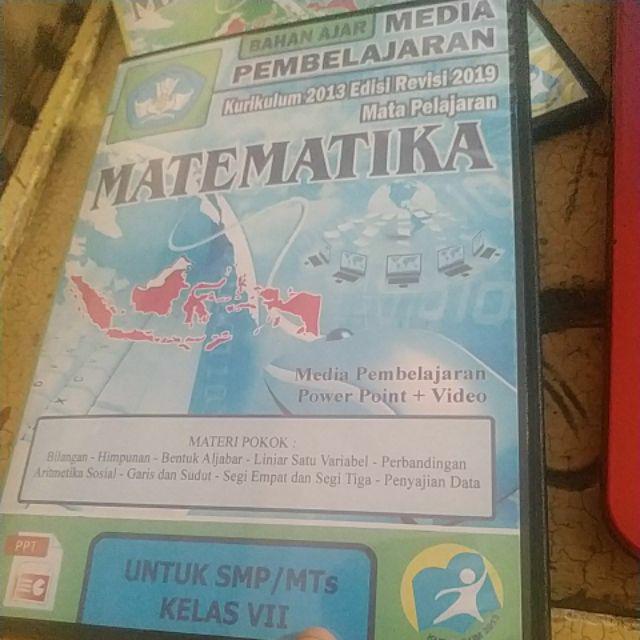 BAHAN AJAR MEDIA
PEMBELAJARAN
Kurikulum 2013 Edisi Revisi 2019
Mata Pelajaran
MATEMATIKA
Media Pembelajaran
Power Point + Video
MATERI POKOK :
Bilangan - Himpunan - Bentuk Aljabar - Liniar Satu Variabel - Perbandingan
Aritmetika Sosial - Garis dan Sudut - Segi Empat dan Segi Tiga - Penyajian Data
PPT
UNTUK SMP/MTs
KELAS VII